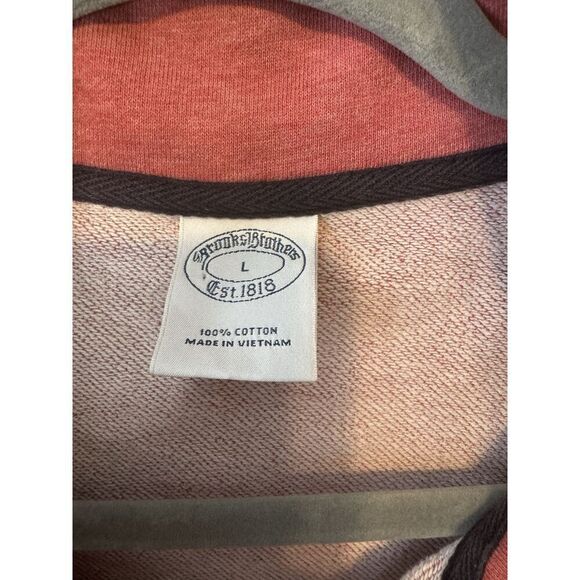 Brooks Brothers
L
Est. 1818
100% COTTON
MADE IN VIETNAM